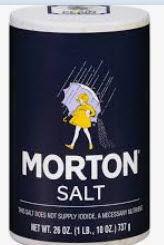 MORTON®
SALT
THIS SALT DOES NOT SUPPLY IODIDE, A NECESSARY NUTRIENT
NET WT. 26 OZ. (1 LB., 10 OZ.) 737 g